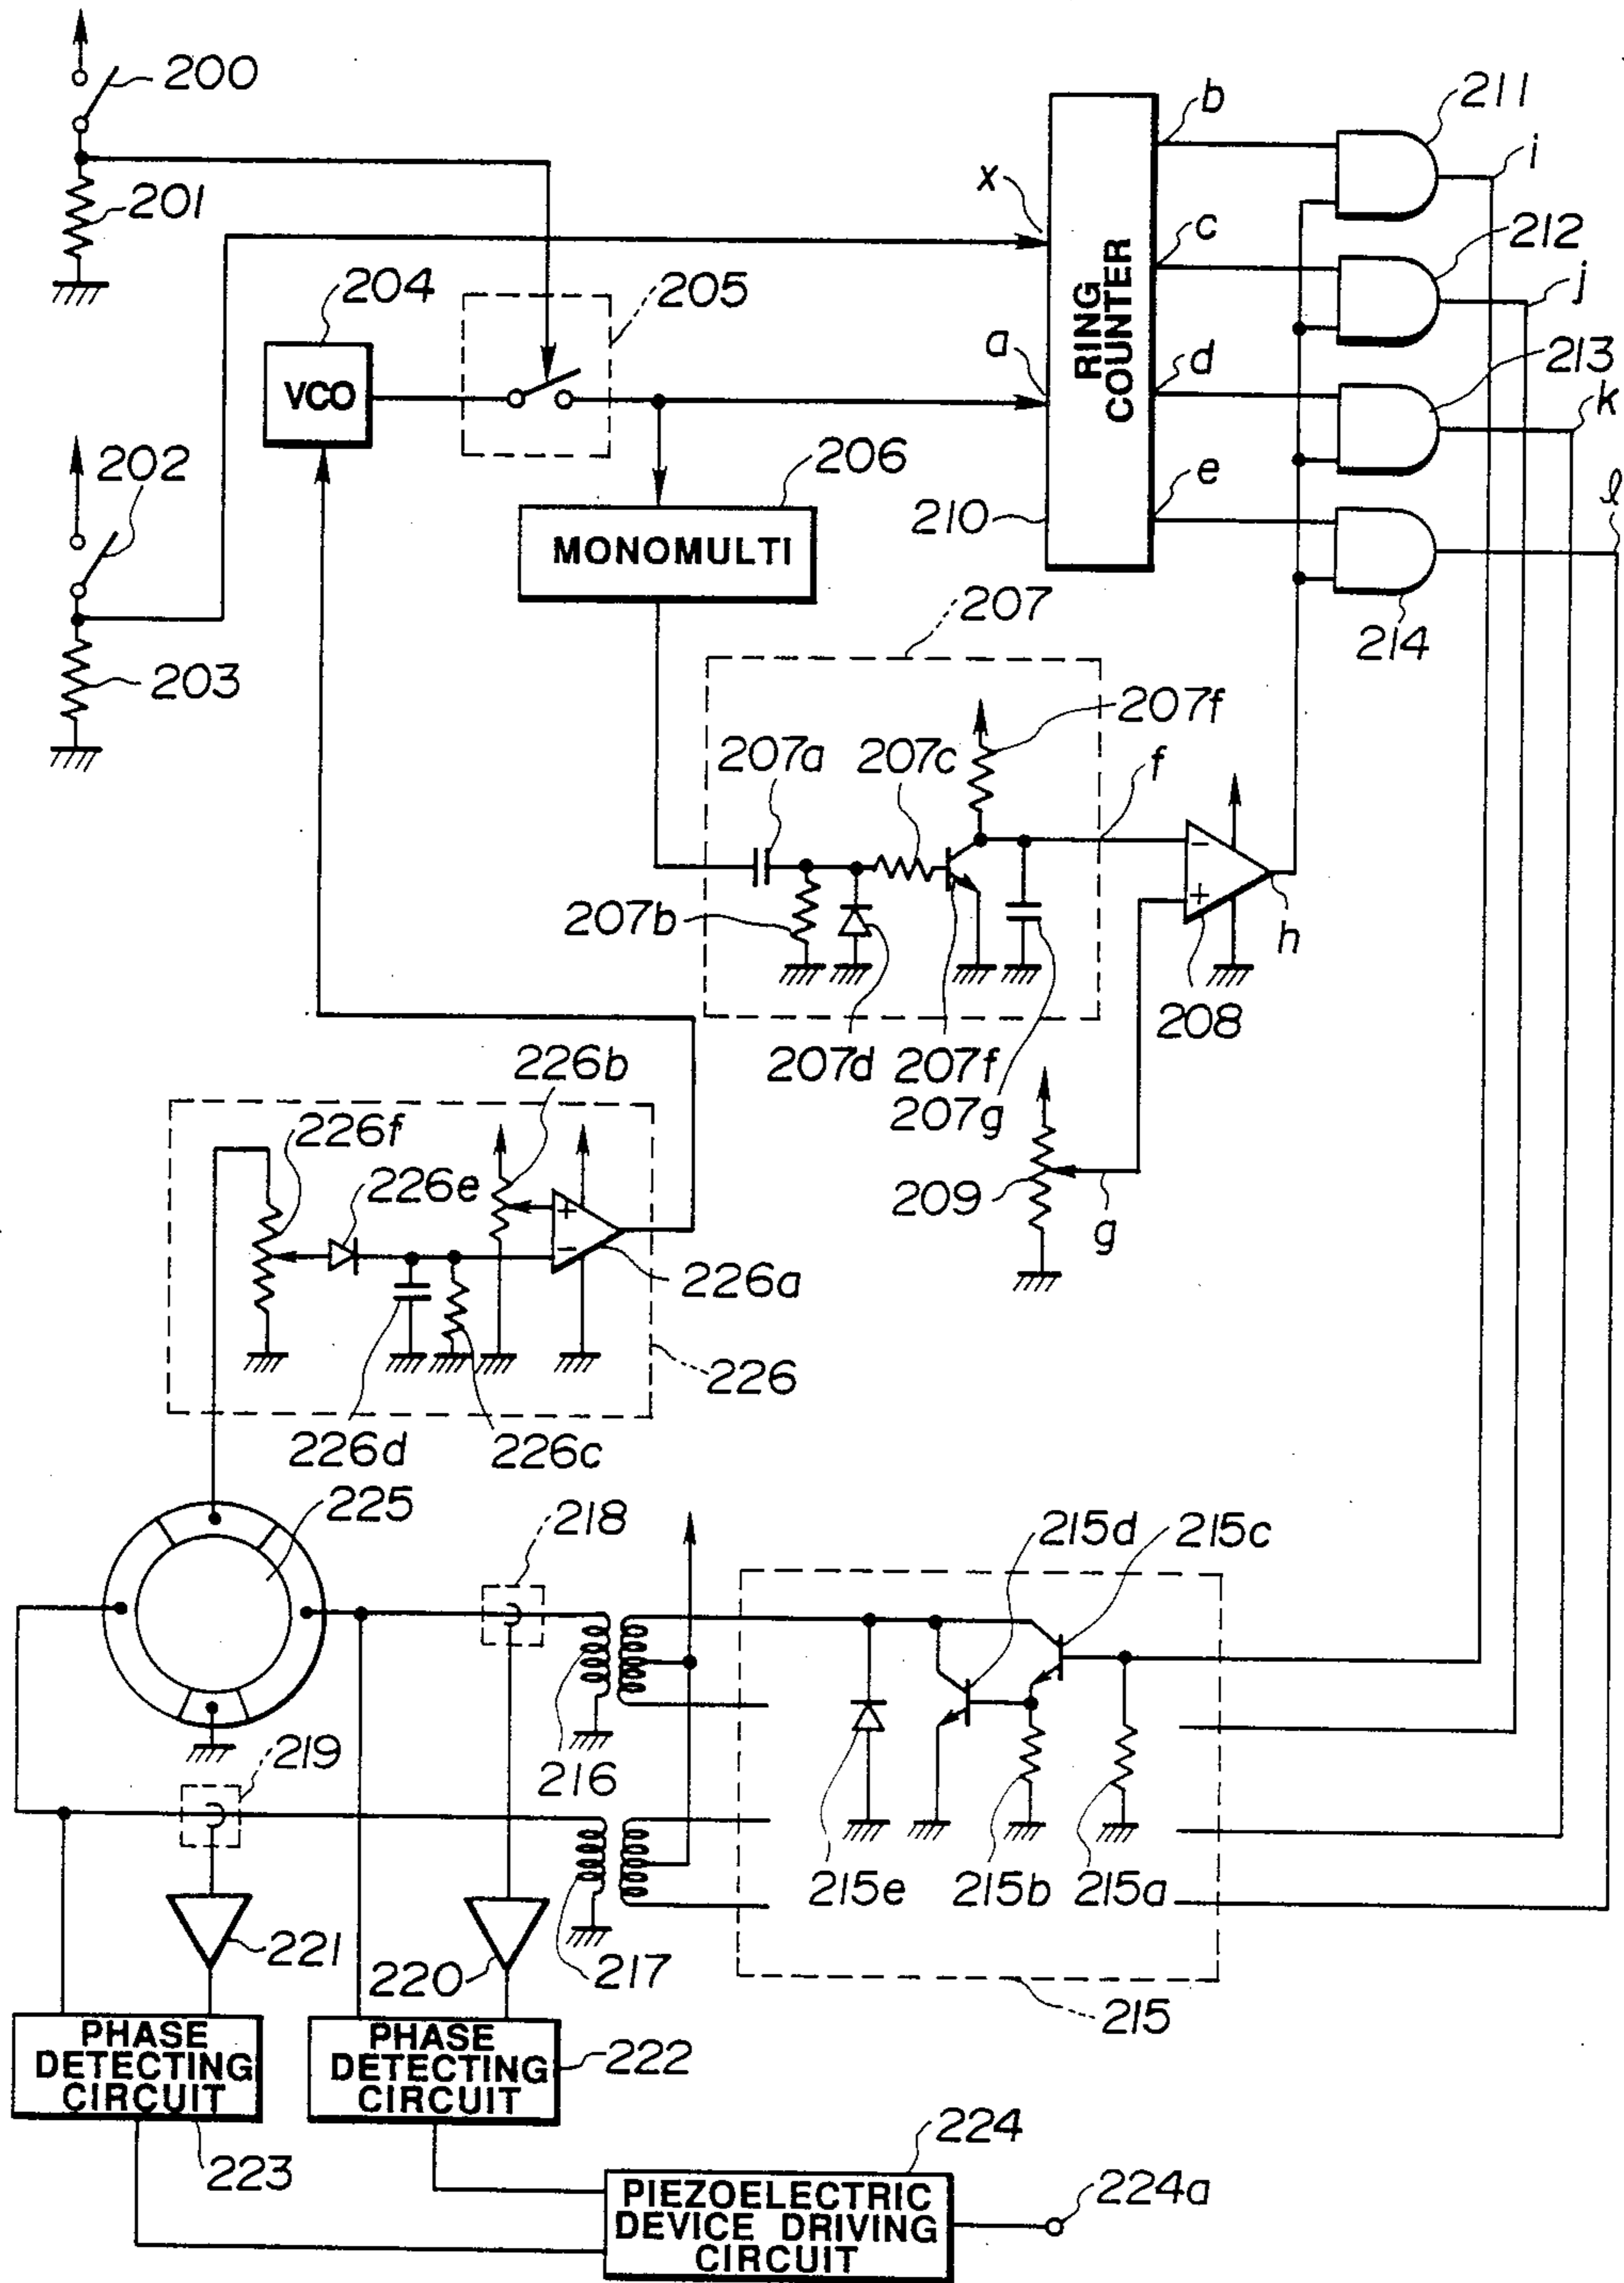 200
211
b
i
x
201
c
212
j
204
205
RING COUNTER
a
d
213
k
VCO
202
206
e
l
210
MONOMULTI
207
214
203
207f
207a
207c
f
-
+
207b
h
208
207d
207f
226b
207g
226f
226e
209
g
+
-
226a
226
226d
226c
225
218
215d
215c
219
216
215e
215b
215a
221
220
217
215
PHASE
DETECTING
CIRCUIT
PHASE
DETECTING
CIRCUIT
222
223
224
PIEZOELECTRIC
DEVICE DRIVING
CIRCUIT
224a